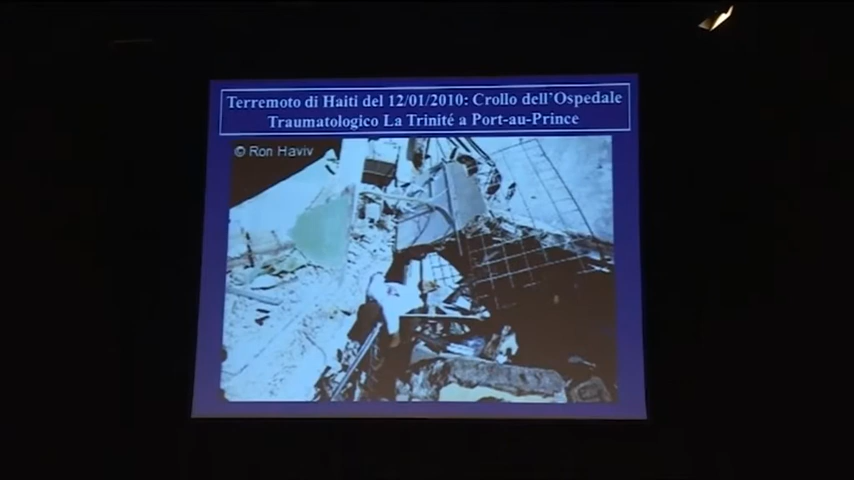 Terremoto di Haiti del 12/01/2010: Crollo dell'Ospedale
Traumatologico La Trinité a Port-au-Prince
© Ron Haviv